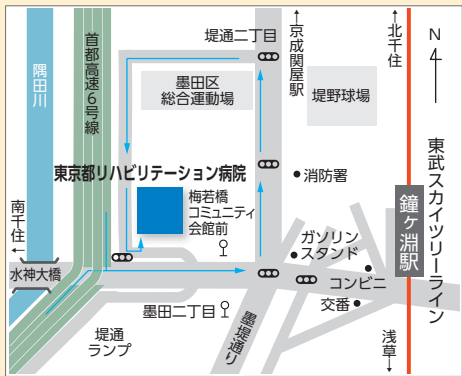 隅田川
首都高速6号線
堤通二丁目
↑京成関屋駅
↑北千住
N
墨田区
総合運動場
堤野球場
東京都リハビリテーション病院
消防署
梅若橋
コミュニティ
会館前
ガソリン
スタンド
コンビニ
交番
鐘ヶ淵駅
東武スカイツリーライン
南千住
←
水神大橋
堤通
ランプ
墨田二丁目
墨堤通り
浅草→